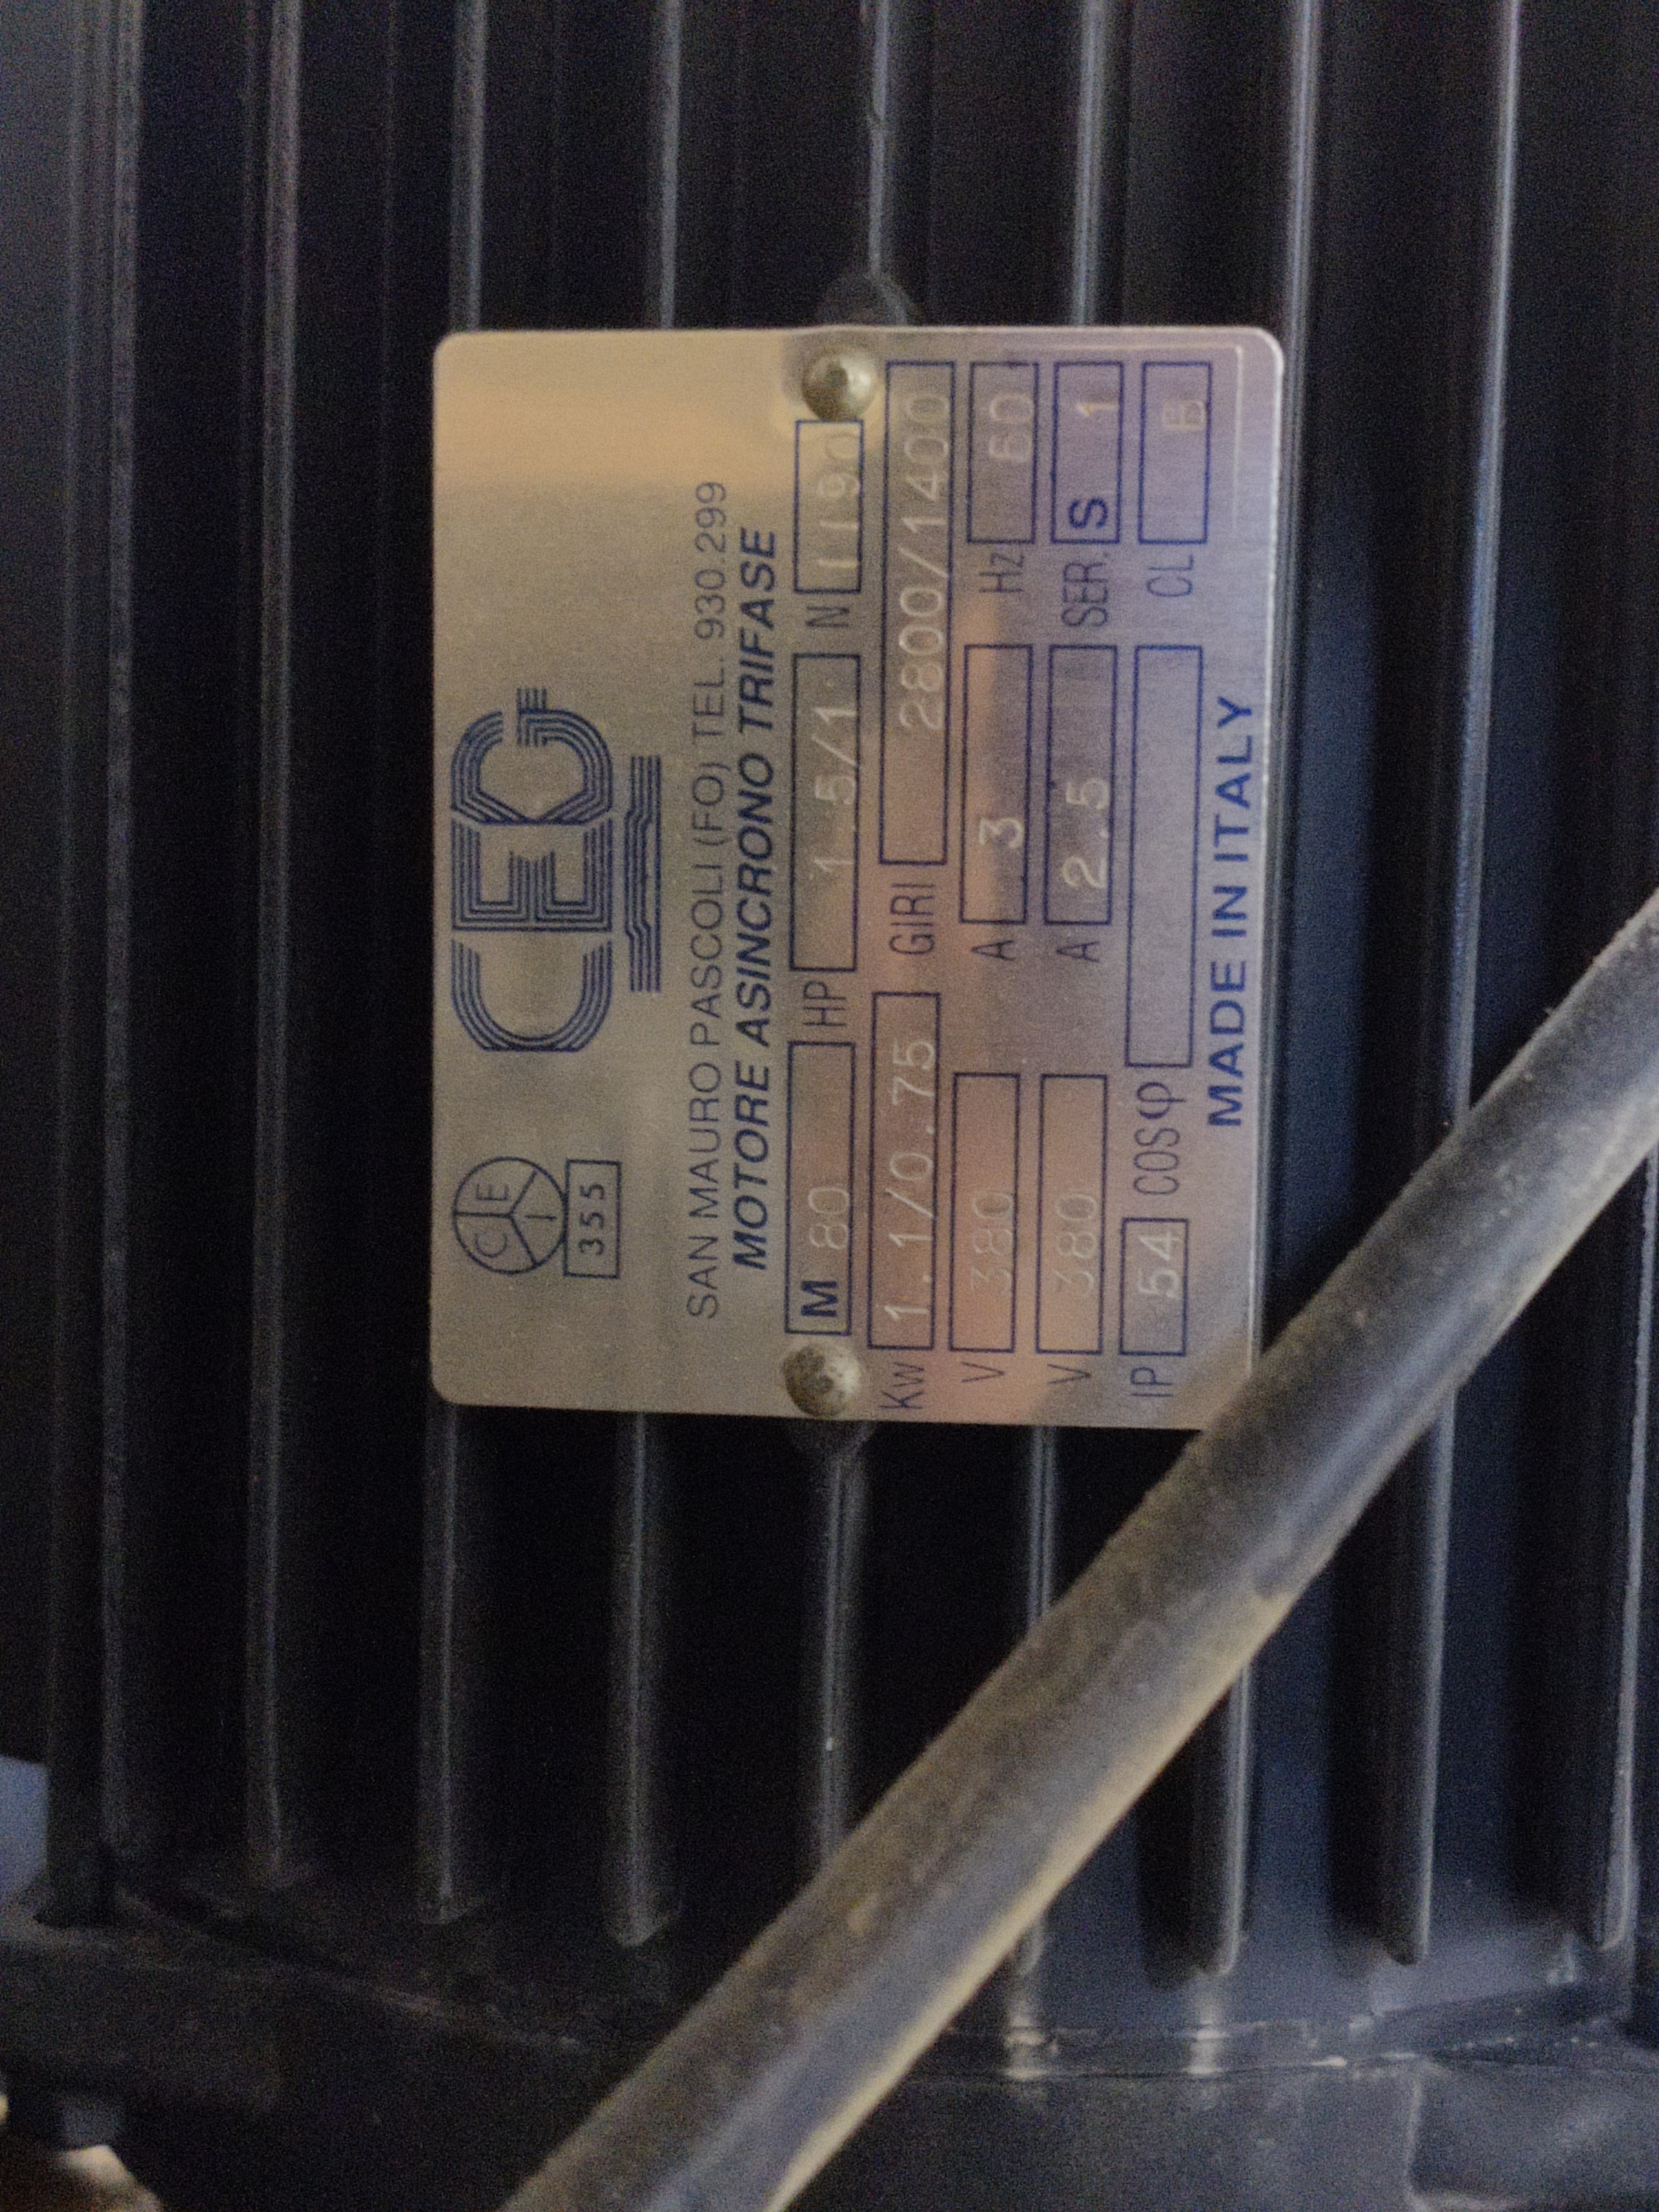 CEI
355
CEG
SAN MAURO PASCOLI (FO) TEL. 930.299
MOTORE ASINCRONO TRIFASE
M 80 HP 1.5/1 N 1190
Kw 1.1/0.75 GIRI 2800/1400
V 380 A 3 Hz
V 380 A 2.5 SER. S 1
IP 54 COSφ CL
MADE IN ITALY